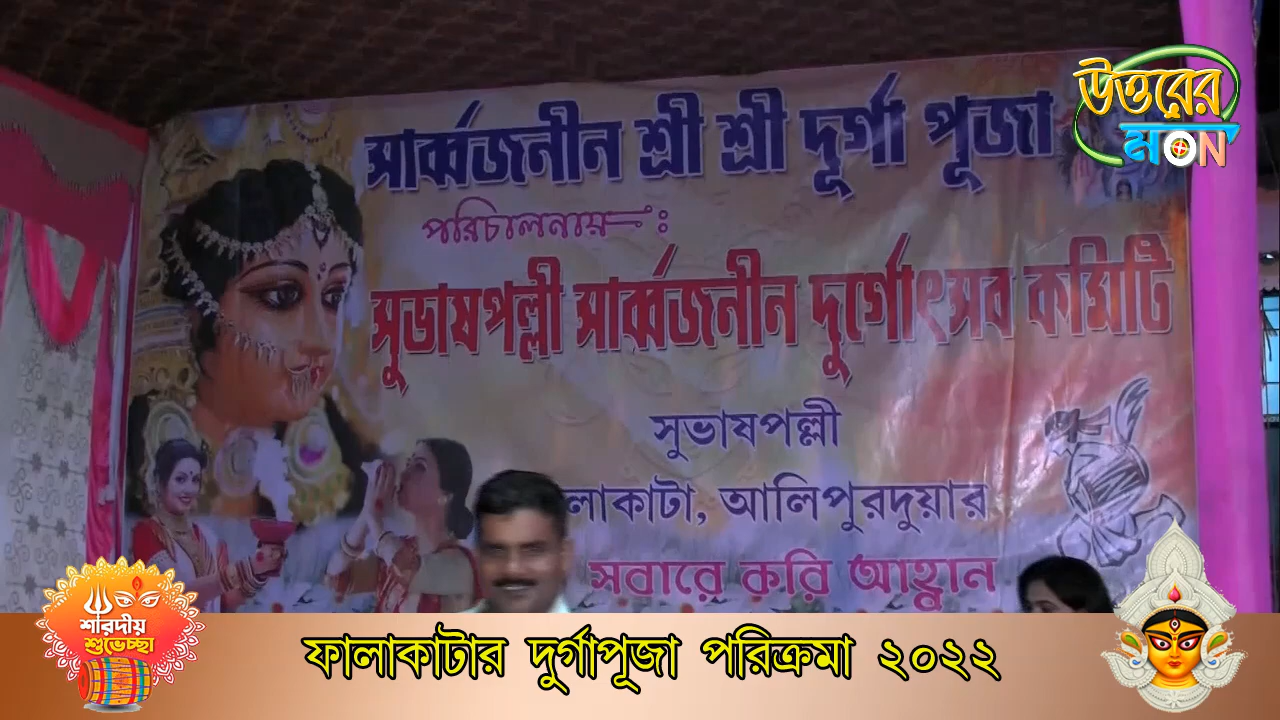 উত্তরের
মন
সার্ব্বজনীন শ্রী শ্রী দূর্গা পূজা
পরিচালনায় :
সুভাষপল্লী সার্ব্বজনীন দুর্গোৎসব কমিটি
সুভাষপল্লী
লাকাটা, আলিপুরদুয়ার
সবারে করি আহ্বান
শারদীয়
শুভেচ্ছা
ফালাকাটার দুর্গাপূজা পরিক্রমা ২০২২